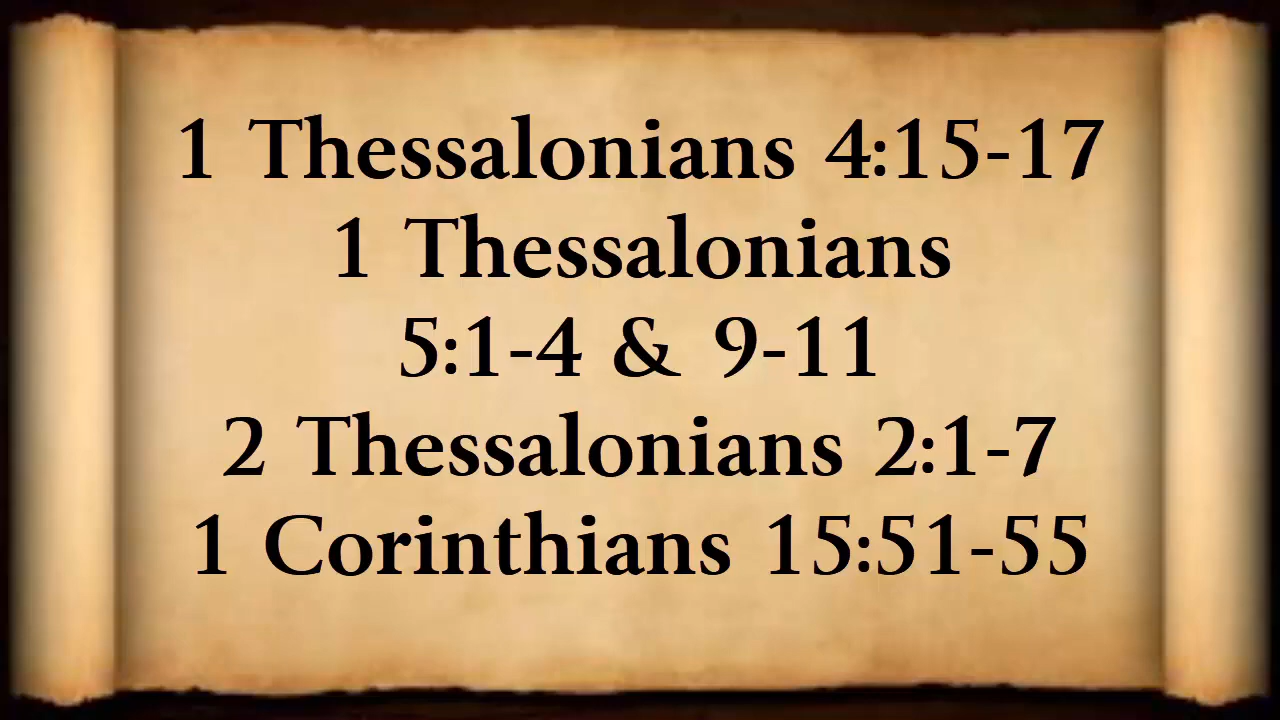 1 Thessalonians 4:15-17
1 Thessalonians
5:1-4 & 9-11
2 Thessalonians 2:1-7
1 Corinthians 15:51-55